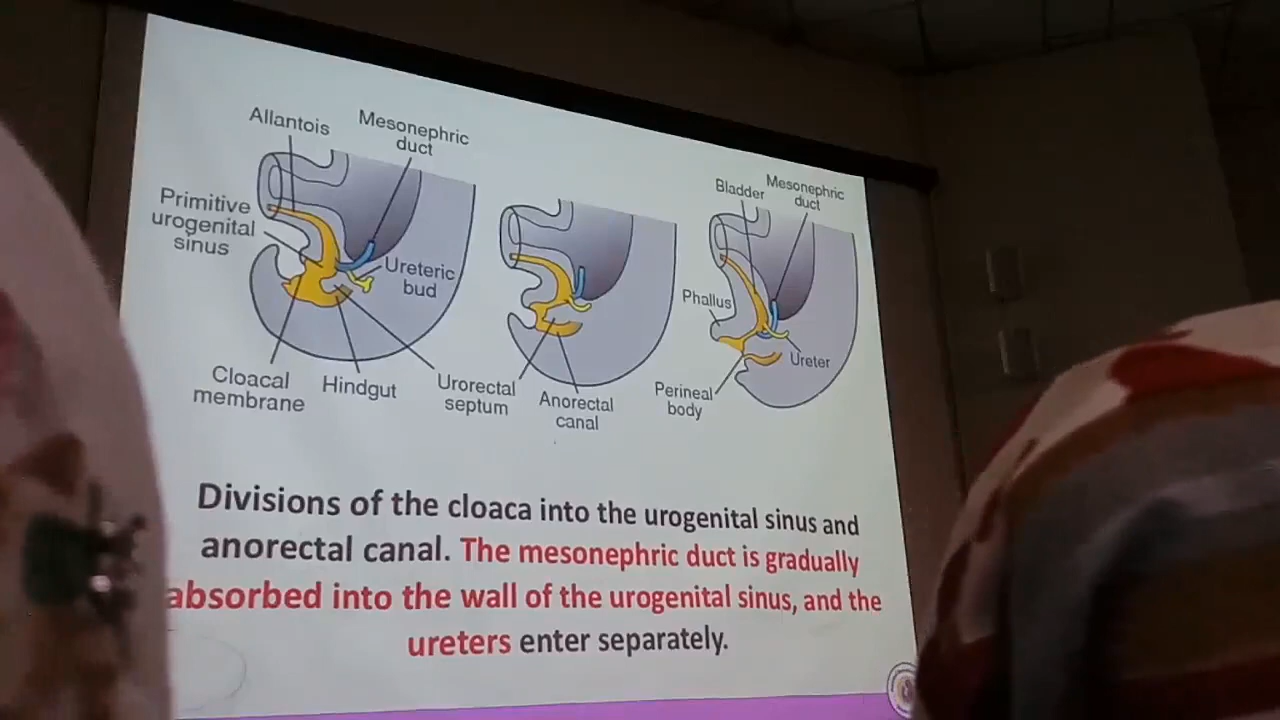 Allantois
Mesonephric
duct
Primitive
urogenital
sinus
Ureteric
bud
Cloacal
membrane
Hindgut
Urorectal
septum
Anorectal
canal
Bladder
Mesonephric
duct
Phallus
Ureter
Perineal
body
Divisions of the cloaca into the urogenital sinus and
anorectal canal. The mesonephric duct is gradually
absorbed into the wall of the urogenital sinus, and the
ureters enter separately.